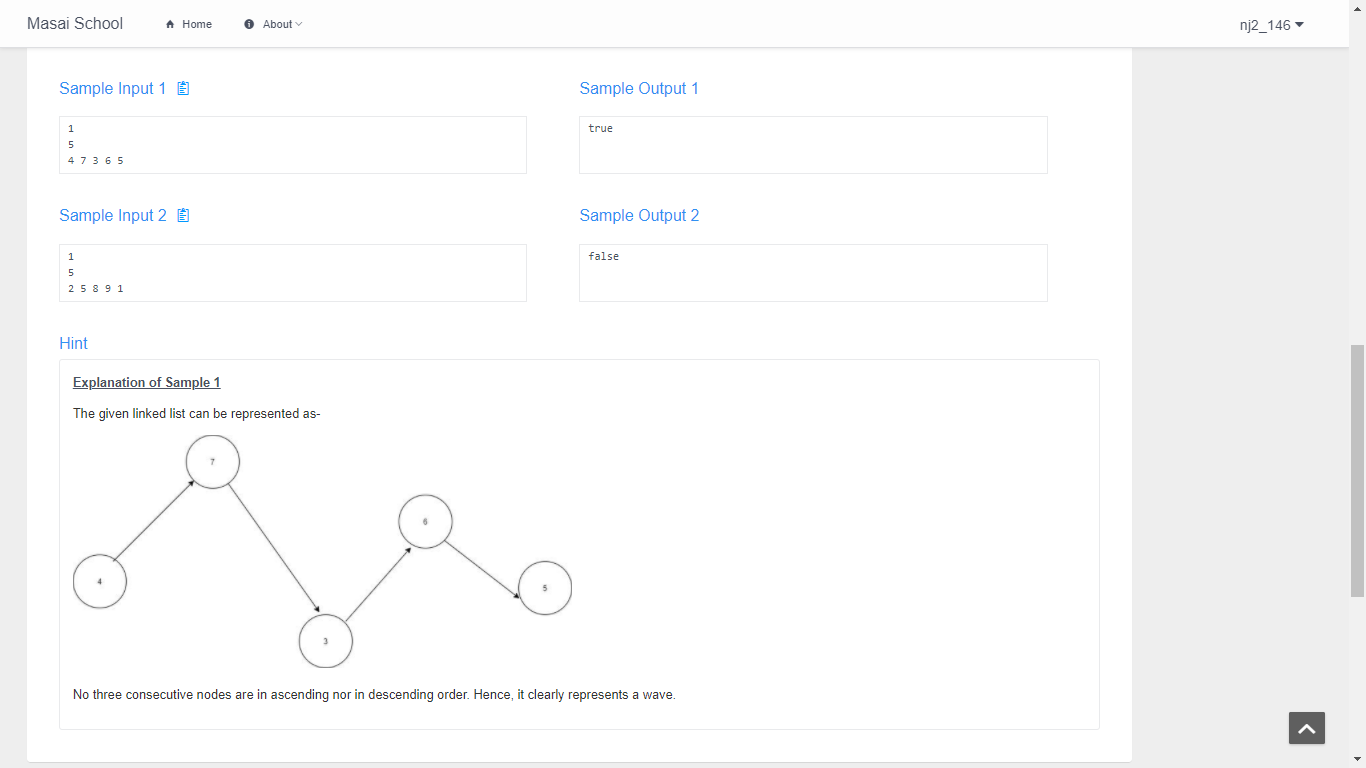 Masai School Home About nj2_146
Sample Input 1 Sample Output 1
1 true
5
4 7 3 6 5
Sample Input 2 Sample Output 2
1 false
5
2 5 8 9 1
Hint
Explanation of Sample 1
The given linked list can be represented as-
7
6
4
5
3
No three consecutive nodes are in ascending nor in descending order. Hence, it clearly represents a wave.